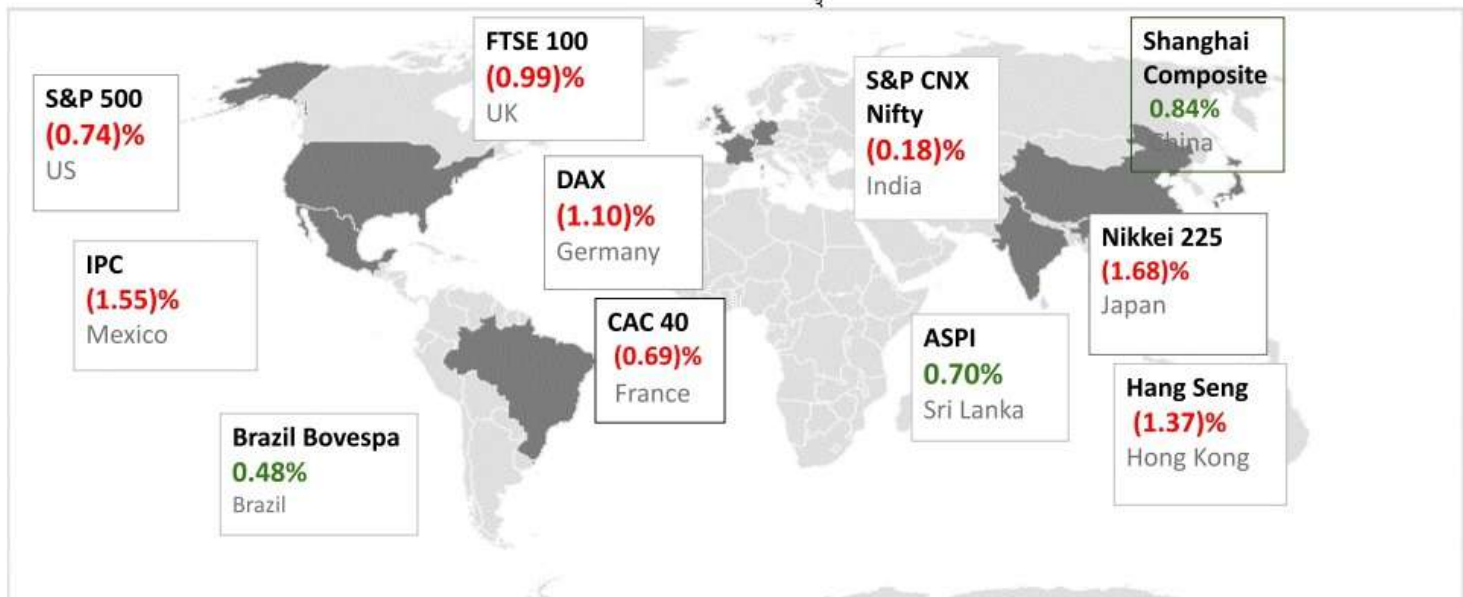 S&P 500
(0.74)%
US
FTSE 100
(0.99)%
UK
S&P CNX
Nifty
(0.18)%
India
Shanghai
Composite
0.84%
China
DAX
(1.10)%
Germany
IPC
(1.55)%
Mexico
Nikkei 225
(1.68)%
Japan
CAC 40
(0.69)%
France
ASPI
0.70%
Sri Lanka
Hang Seng
(1.37)%
Hong Kong
Brazil Bovespa
0.48%
Brazil